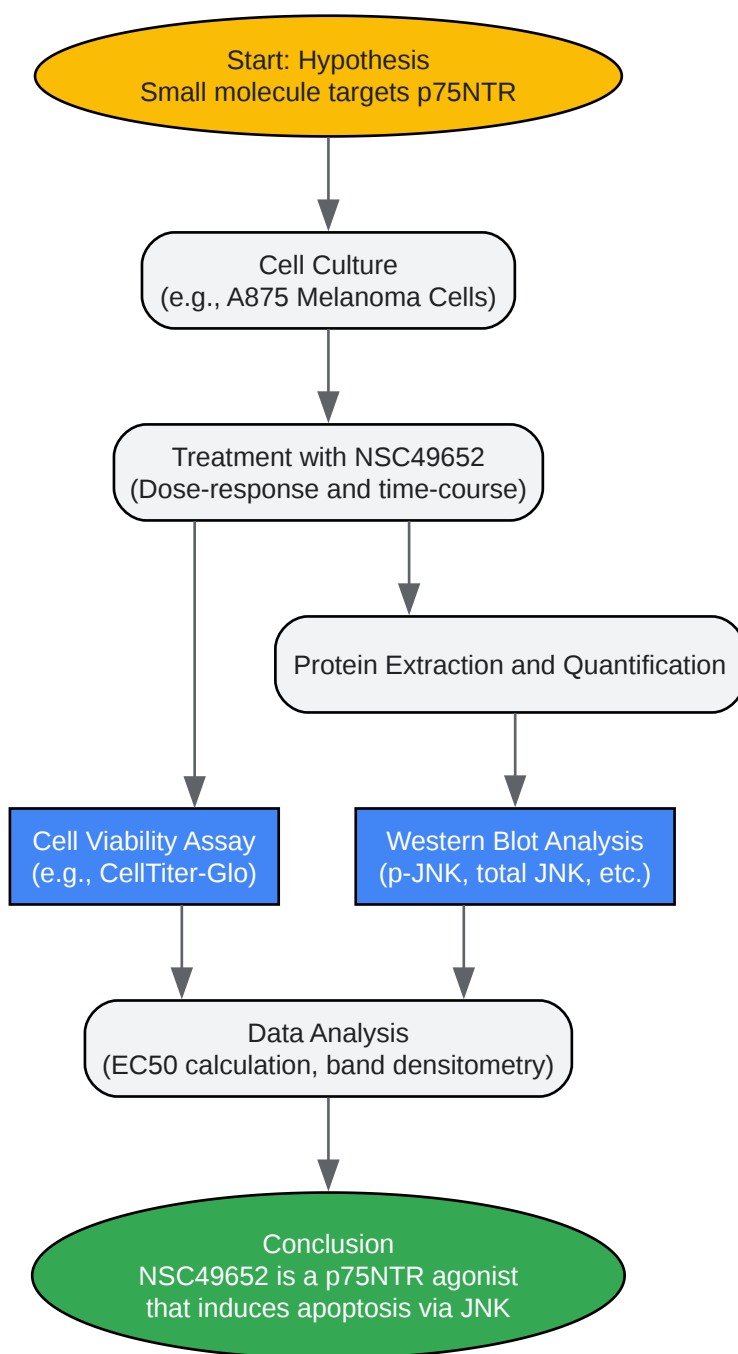 Start: Hypothesis
Small molecule targets p75NTR
Cell Culture
(e.g., A875 Melanoma Cells)
Treatment with NSC49652
(Dose-response and time-course)
Protein Extraction and Quantification
Cell Viability Assay
(e.g., CellTiter-Glo)
Western Blot Analysis
(p-JNK, total JNK, etc.)
Data Analysis
(EC50 calculation, band densitometry)
Conclusion
NSC49652 is a p75NTR agonist
that induces apoptosis via JNK